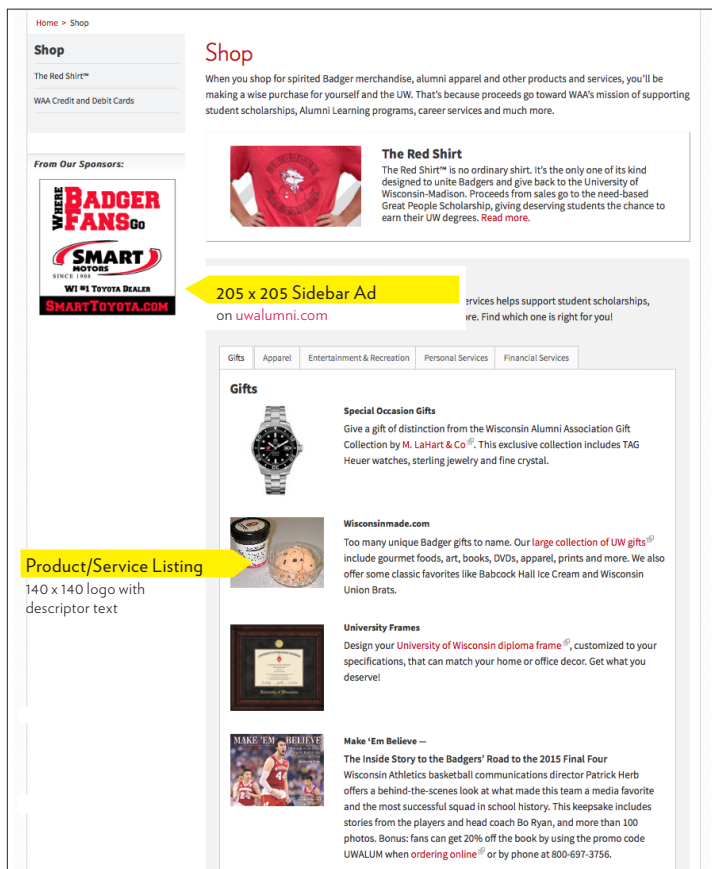 Home > Shop
Shop
The Red Shirt™
WAA Credit and Debit Cards
From Our Sponsors:
WHERE BADGER
FANS GO
SMART
MOTORS
SINCE 1908
WI #1 TOYOTA DEALER
SMARTTOYOTA.COM
Shop
When you shop for spirited Badger merchandise, alumni apparel and other products and services, you'll be
making a wise purchase for yourself and the UW. That's because proceeds go toward WAA's mission of supporting
student scholarships, Alumni Learning programs, career services and much more.
The Red Shirt
The Red Shirt™ is no ordinary shirt. It's the only one of its kind
designed to unite Badgers and give back to the University of
Wisconsin-Madison. Proceeds from sales go to the need-based
Great People Scholarship, giving deserving students the chance to
earn their UW degrees. Read more.
205 x 205 Sidebar Ad
on uwalumni.com
ervices helps support student scholarships,
re. Find which one is right for you!
Gifts Apparel Entertainment & Recreation Personal Services Financial Services
Gifts
Special Occasion Gifts
Give a gift of distinction from the Wisconsin Alumni Association Gift
Collection by M. LaHart & Co. This exclusive collection includes TAG
Heuer watches, sterling jewelry and fine crystal.
Product/Service Listing
140 x 140 logo with
descriptor text
Wisconsinmade.com
Too many unique Badger gifts to name. Our large collection of UW gifts
include gourmet foods, art, books, DVDs, apparel, prints and more. We also
offer some classic favorites like Babcock Hall Ice Cream and Wisconsin
Union Brats.
University Frames
Design your University of Wisconsin diploma frame, customized to your
specifications, that can match your home or office decor. Get what you
deserve!
MAKE 'EM BELIEVE
44
24
Make 'Em Believe —
The Inside Story to the Badgers' Road to the 2015 Final Four
Wisconsin Athletics basketball communications director Patrick Herb
offers a behind-the-scenes look at what made this team a media favorite
and the most successful squad in school history. This keepsake includes
stories from the players and head coach Bo Ryan, and more than 100
photos. Bonus: fans can get 20% off the book by using the promo code
UWALUM when ordering online or by phone at 800-697-3756.